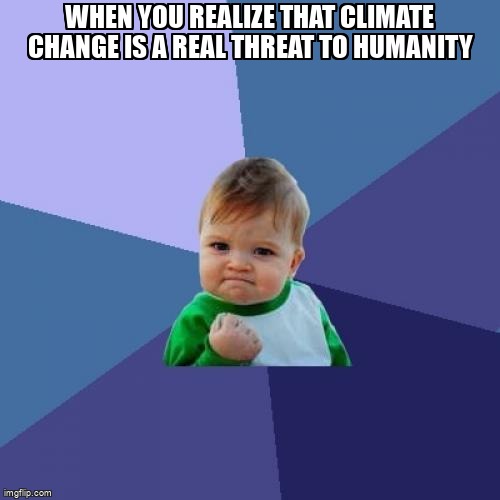 WHEN YOU REALIZE THAT CLIMATE
CHANGE IS A REAL THREAT TO HUMANITY
imgflip.com